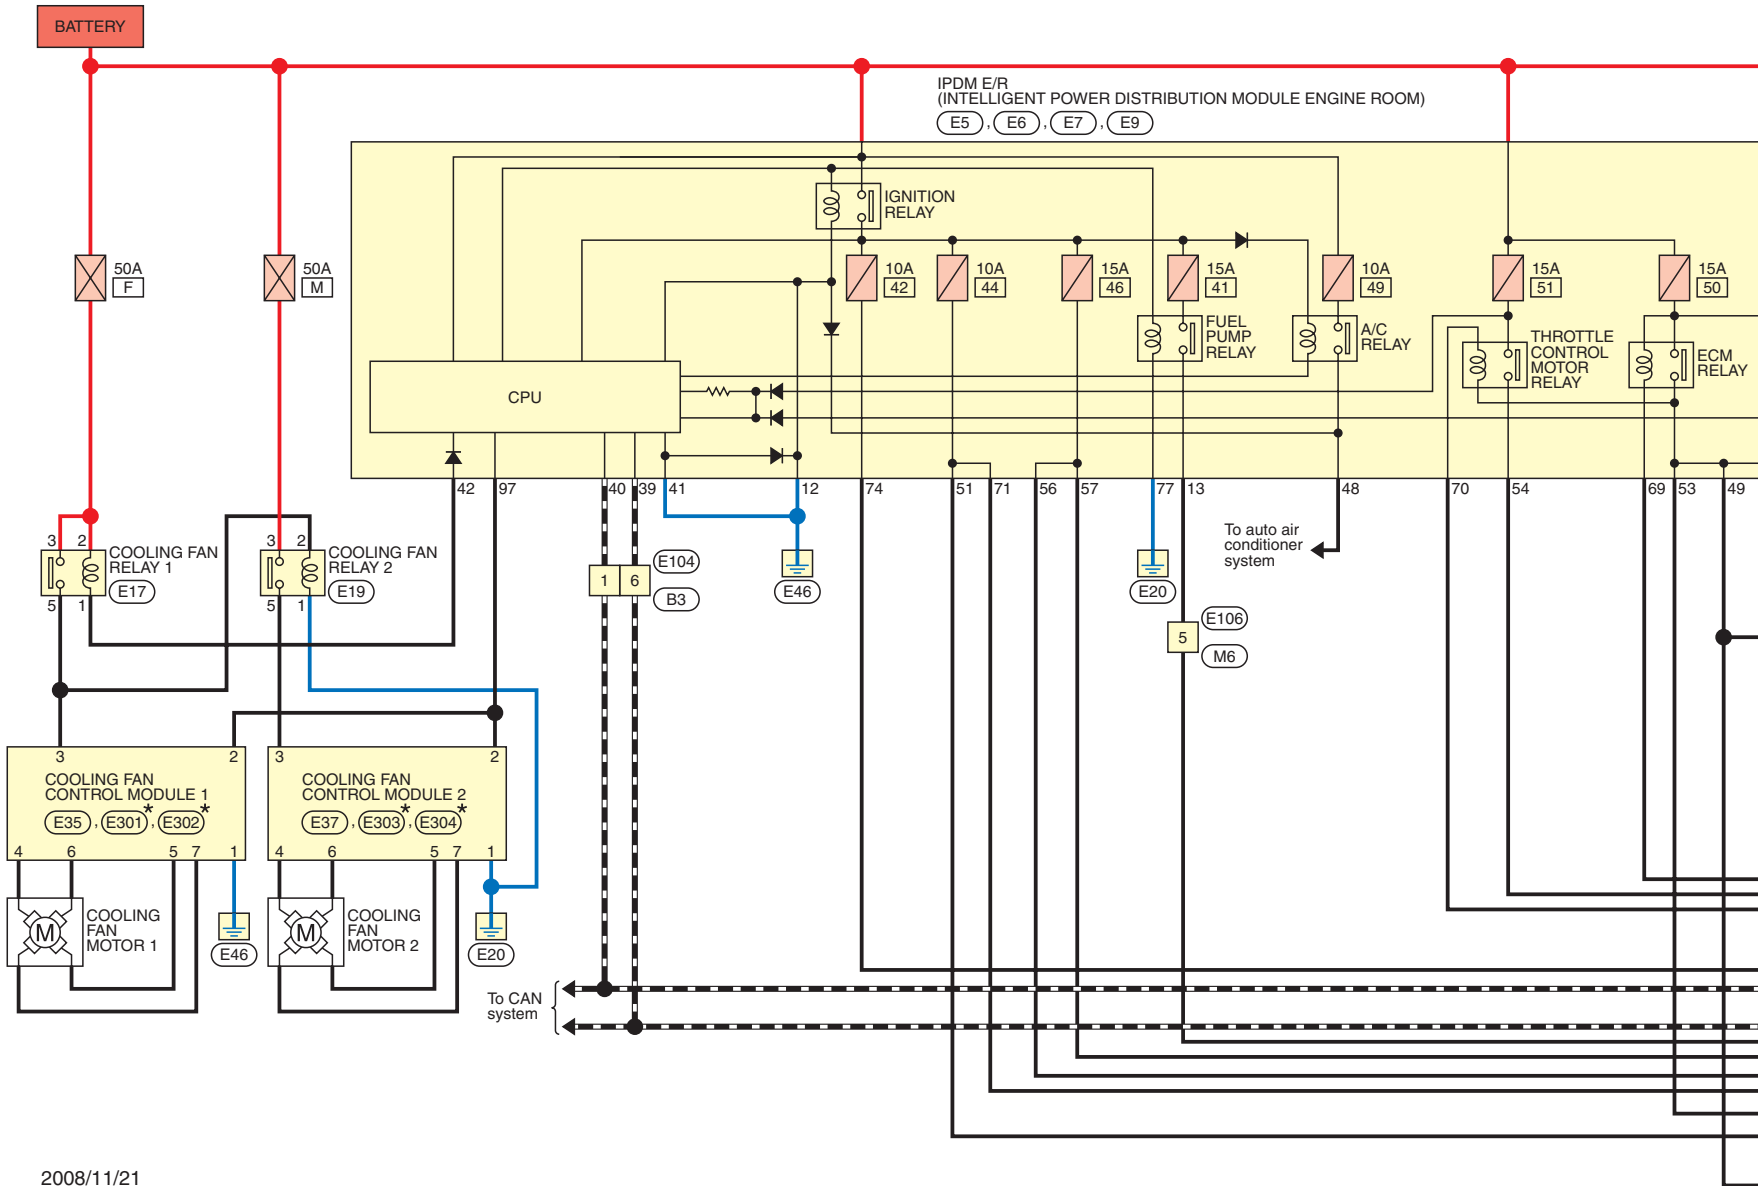 BATTERY
IPDM E/R
(INTELLIGENT POWER DISTRIBUTION MODULE ENGINE ROOM)
E5 , E6 , E7 , E9
IGNITION
RELAY
50A
F
50A
M
10A
42
10A
44
15A
46
15A
41
10A
49
15A
51
15A
50
FUEL
PUMP
RELAY
A/C
RELAY
THROTTLE
CONTROL
MOTOR
RELAY
ECM
RELAY
CPU
42 97 40 39 41 12 74 51 71 56 57 77 13 48 70 54 69 53 49
3 2
COOLING FAN
RELAY 1
E17
5 1
3 2
COOLING FAN
RELAY 2
E19
5 1
1 6
E104
B3
E46
E20
To auto air
conditioner
system
5
E106
M6
3 2
COOLING FAN
CONTROL MODULE 1
E35 , E301* , E302*
4 6 5 7 1
3 2
COOLING FAN
CONTROL MODULE 2
E37 , E303* , E304*
4 6 5 7 1
M
COOLING
FAN
MOTOR 1
E46
M
COOLING
FAN
MOTOR 2
E20
To CAN
system
2008/11/21